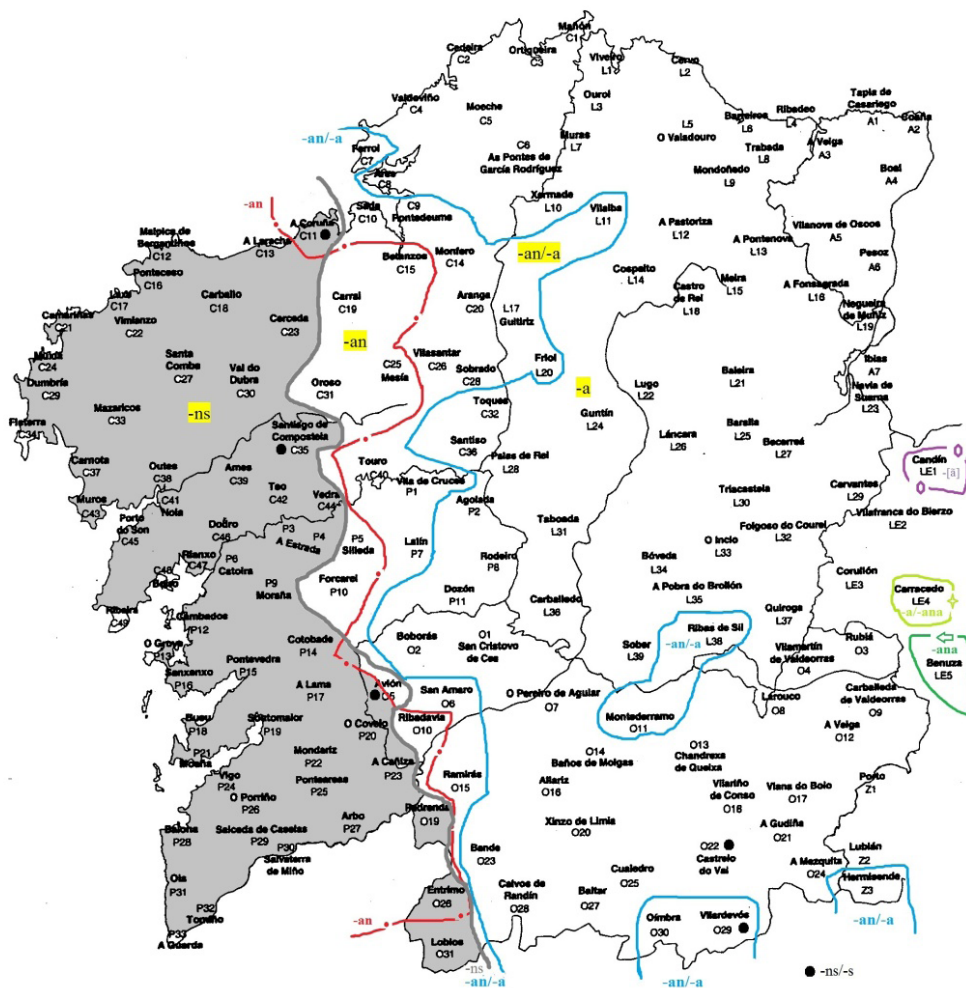 Mañón
C1
Cedeira
C2
Ortigueira
C3
Viveiro
L1
Cervo
L2
Valdeviño
C4
Moeche
C5
Ourol
L3
Barreiros
L6
Ribadeo
L4
Tapia de
Casariego
A1
Coaña
A2
-an/-a
Ferrol
C7
Muras
L7
L5
O Valadouro
Trabada
L8
A Veiga
A3
Ares
C8
C6
As Pontes de
García Rodríguez
Mondoñedo
L9
Boal
A4
-an
A Coruña
C11
Sada
C10
C9
Pontedeume
Xermade
L10
Vilalba
L11
A Pastoriza
L12
Vilanova de Oscos
A5
Malpica de
Bergantiños
C12
A Laracha
C13
Betanzos
C15
Monfero
C14
-an/-a
A Pontenova
L13
Pesoz
A6
Ponteceso
C16
Cospeito
L14
Castro
de Rei
L18
Meira
L15
A Fonsagrada
L16
Laxe
C17
Carballo
C18
Carral
C19
Aranga
C20
L17
Guitiriz
Negueira
de Muñiz
L19
Camariñas
C21
Vimianzo
C22
Cerceda
C23
-an
Muxía
C24
Santa
Comba
C27
Val do
Dubra
C30
Oroso
C31
C25
Mesía
Vilasantar
C26
Sobrado
C28
Friol
L20
Ibias
A7
Dumbría
C29
Toques
C32
-a
Lugo
L22
Baleira
L21
Navia de
Suarna
L23
Mazaricos
C33
-ns
Guntín
L24
Fisterra
C34
Santiago de
Compostela
C35
Santiso
C36
Láncara
L26
Baralla
L25
Becerreá
L27
Carnota
C37
Outes
C38
Ames
C39
Touro
C40
Palas de Rei
L28
Candín
LE1
-[ã]
Muros
C43
C41
Noia
Teo
C42
Vedra
C44
Vila de Cruces
P1
Agolada
P2
Triacastela
L30
Cervantes
L29
Vilafranca do Bierzo
LE2
Porto
do Son
C45
Dodro
C46
P3
A Estrada
P4
P5
Silleda
Lalín
P7
Taboada
L31
Folgoso do Courel
L32
O Incio
L33
Rianxo
C47
P6
Catoira
C48
Boiro
P9
Moraña
Forcarei
P10
Rodeiro
P8
Bóveda
L34
Corullón
LE3
Ribeira
C49
Dozón
P11
Carballedo
L36
A Pobra do Brollón
L35
Carracedo
LE4
-a/-ana
Cambados
P12
Cotobade
P14
Boborás
O2
O1
San Cristovo
de Cea
Sober
L39
-an/-a
Ribas de Sil
L38
Quiroga
L37
Rubiá
O3
-ana
Benuza
LE5
O Grove
P13
Pontevedra
P15
Vilamartín
de Valdeorras
O4
Sanxenxo
P16
A Lama
P17
Avión
O5
San Amaro
O6
O Pereiro de Aguiar
O7
Larouco
O8
Carballeda
de Valdeorras
O9
Bueu
P18
Soutomaior
P19
O Covelo
P20
Ribadavia
O10
Montederramo
O11
A Veiga
O12
P21
Moaña
Mondariz
P22
A Cañiza
P23
O14
Baños de Molgas
O13
Chandrexa
de Queixa
Vigo
P24
Ponteareas
P25
Ramirás
O15
Allariz
O16
Vilariño
de Conso
O18
Viana do Bolo
O17
Porto
Z1
O Porriño
P26
Arbo
P27
Padrenda
O19
Xinzo de Limia
O20
A Gudiña
O21
Baiona
P28
Salceda de Caselas
P29
P30
Salvaterra
de Miño
Bande
O23
O22
Castrelo
do Val
A Mezquita
O24
Lubián
Z2
Oia
P31
Entrimo
O26
Calvos de
Randín
O28
Baltar
O27
Cualedro
O25
Hermisende
Z3
P32
Tomiño
-an
Oímbra
O30
Vilardevós
O29
-an/-a
P33
A Guarda
Lobios
O31
-ns
-an/-a
-an/-a
-ns/-s